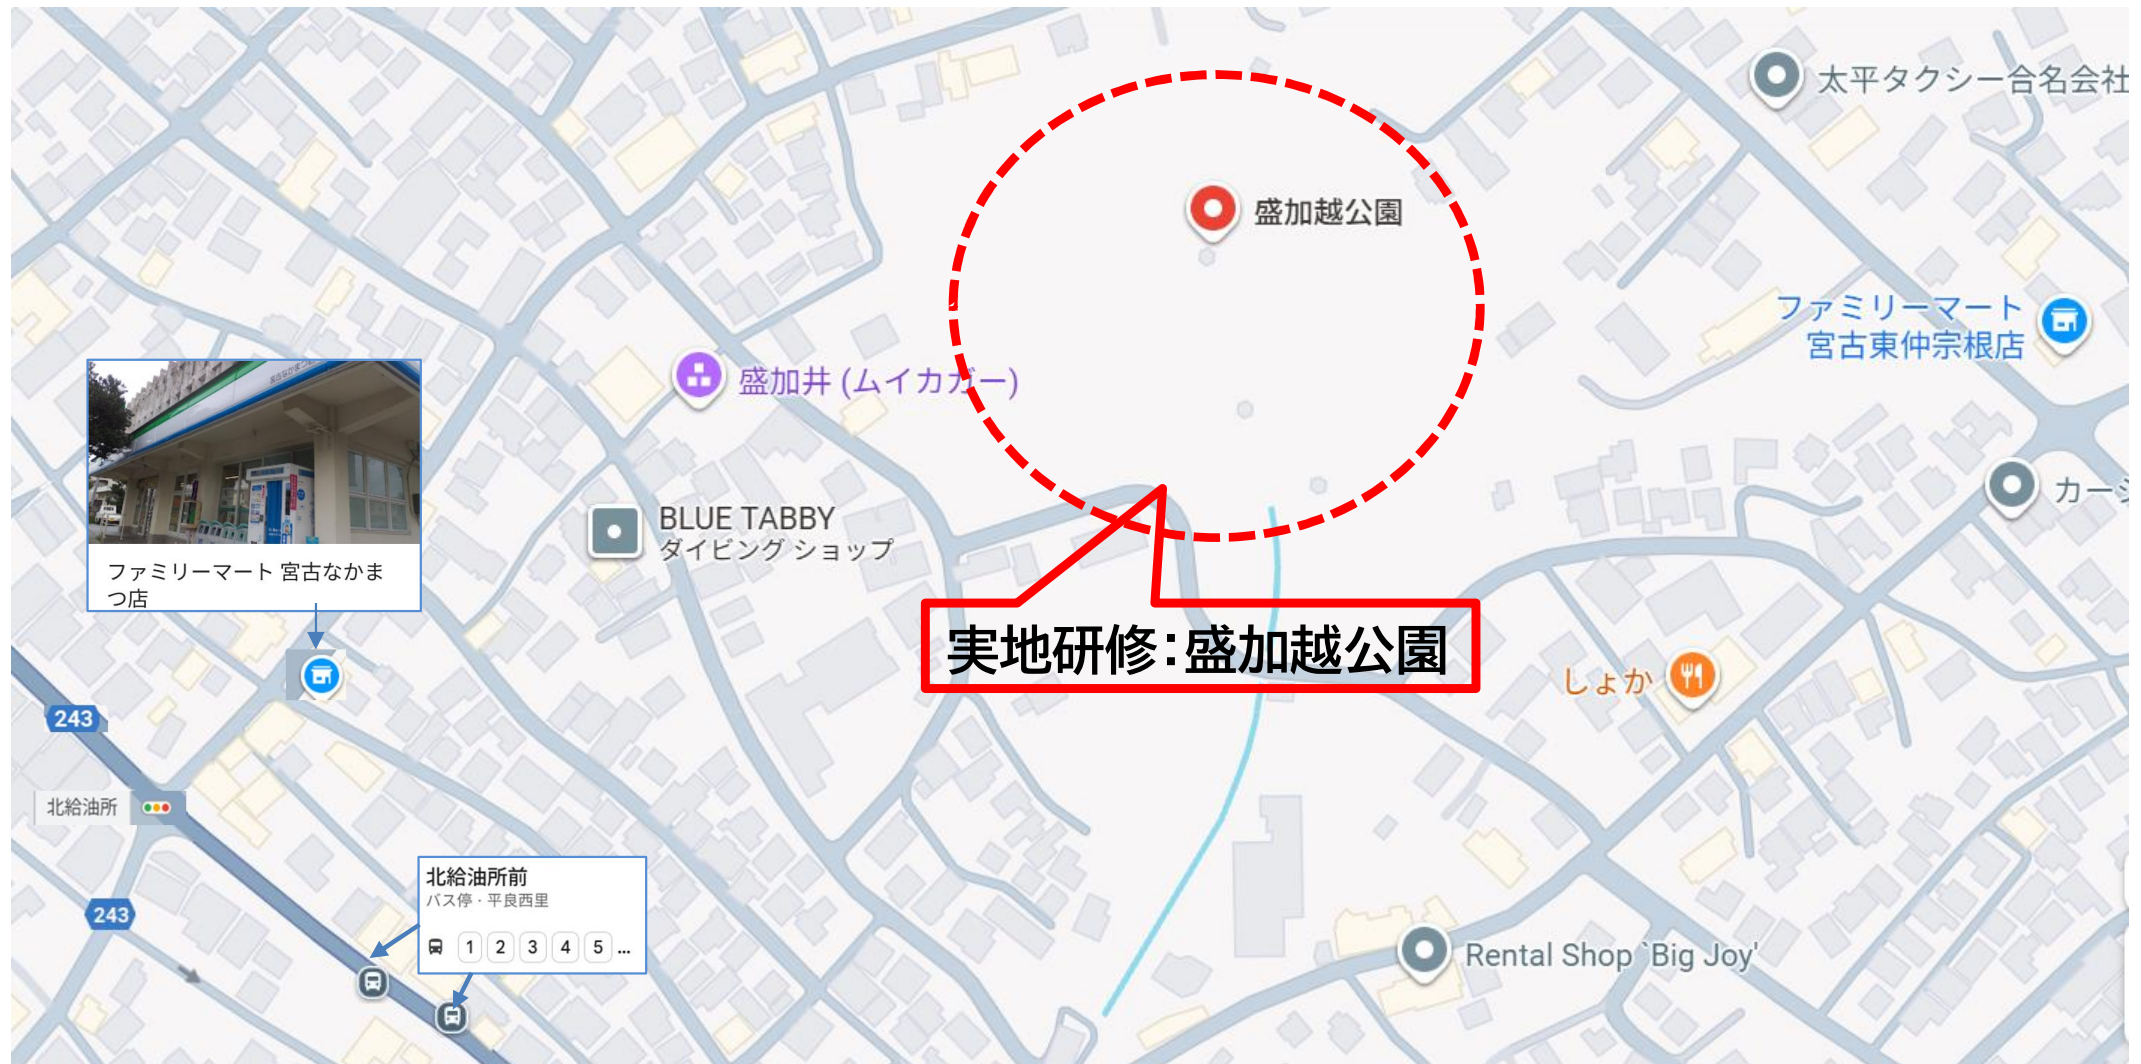 太平タクシー合名会社
盛加越公園
ファミリーマート
宮古東仲宗根店
盛加井 (ムイカガー)
カーシ
BLUE TABBY
ダイビング ショップ
ファミリーマート 宮古なかま
つ店
実地研修：盛加越公園
しょか
243
北給油所
243
北給油所前
バス停・平良西里
1 2 3 4 5 ...
Rental Shop `Big Joy'